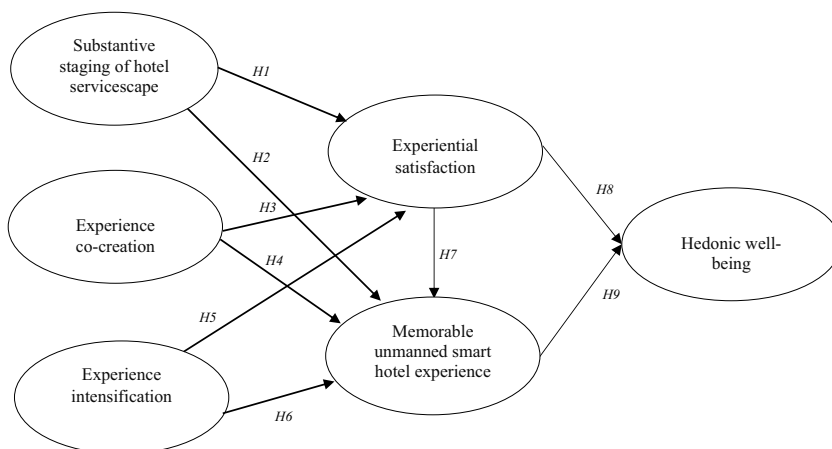 Substantive
staging of hotel
servicescape
H1
H2
Experiential
satisfaction
H8
Experience
co-creation
H3
H4
H7
Hedonic well-
being
H5
H9
Memorable
unmanned smart
hotel experience
Experience
intensification
H6